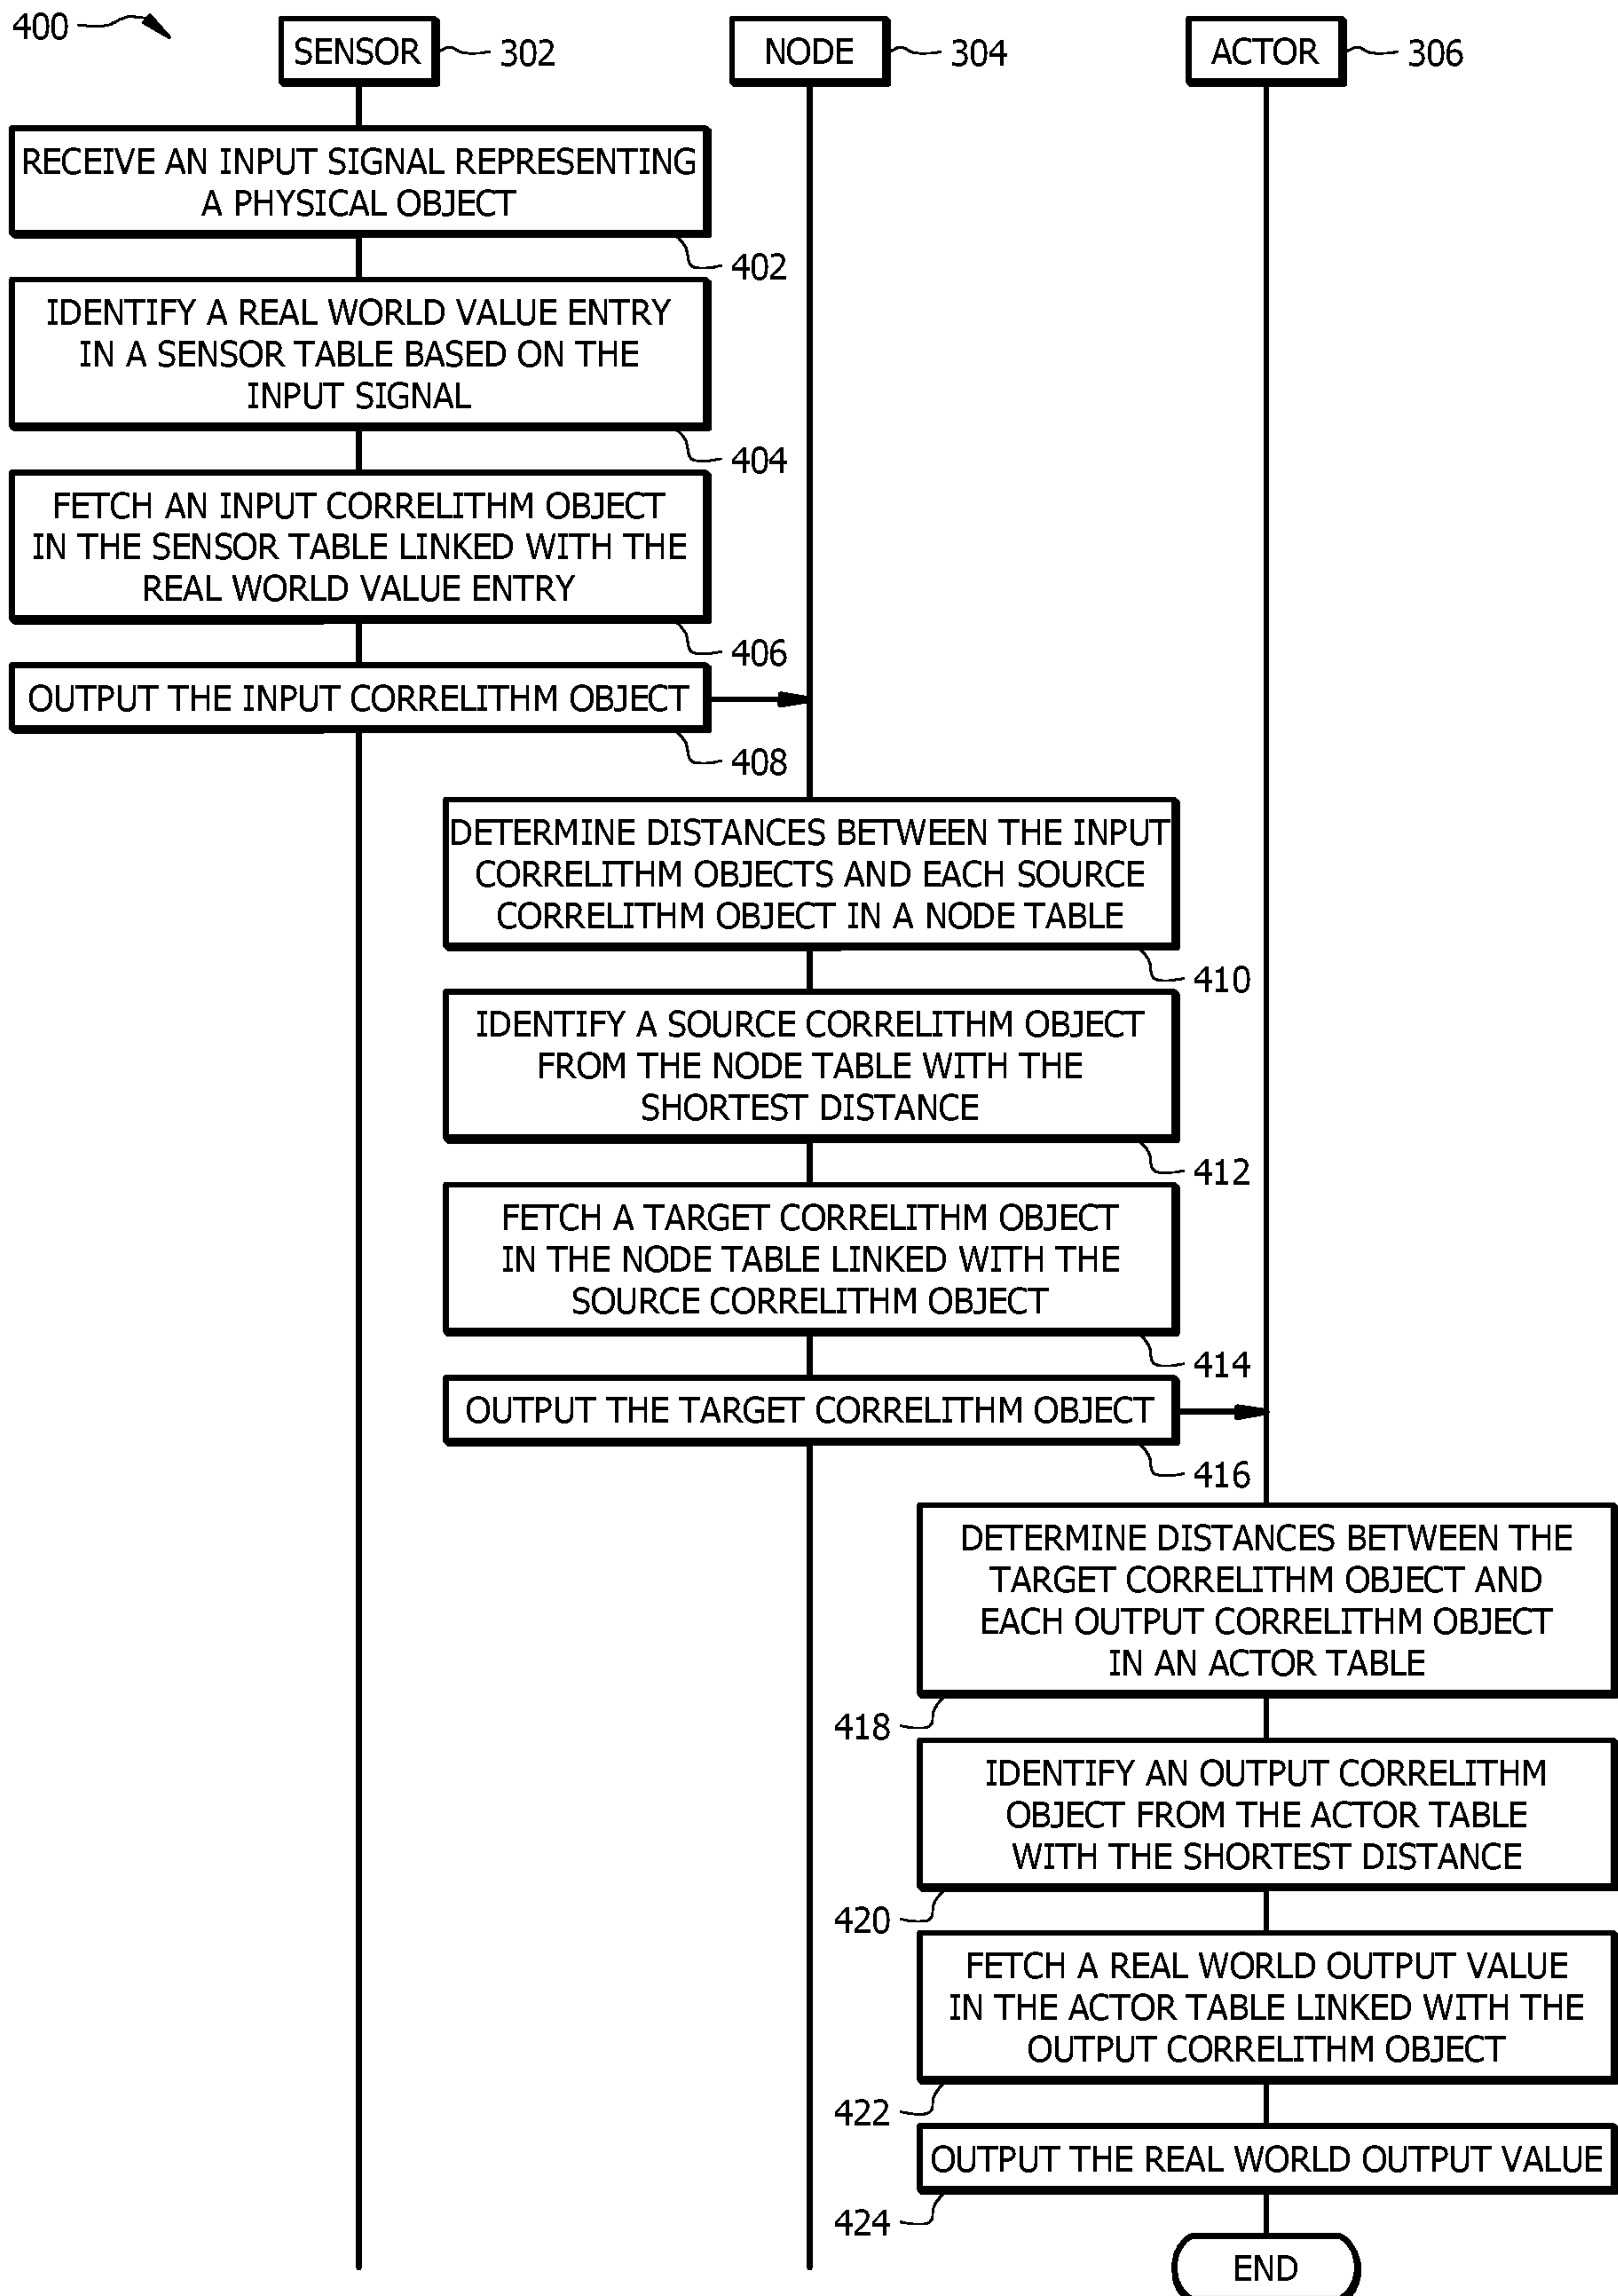 400
SENSOR
302
NODE
304
ACTOR
306
RECEIVE AN INPUT SIGNAL REPRESENTING
A PHYSICAL OBJECT
402
IDENTIFY A REAL WORLD VALUE ENTRY
IN A SENSOR TABLE BASED ON THE
INPUT SIGNAL
404
FETCH AN INPUT CORRELITHM OBJECT
IN THE SENSOR TABLE LINKED WITH THE
REAL WORLD VALUE ENTRY
406
OUTPUT THE INPUT CORRELITHM OBJECT
408
DETERMINE DISTANCES BETWEEN THE INPUT
CORRELITHM OBJECTS AND EACH SOURCE
CORRELITHM OBJECT IN A NODE TABLE
410
IDENTIFY A SOURCE CORRELITHM OBJECT
FROM THE NODE TABLE WITH THE
SHORTEST DISTANCE
412
FETCH A TARGET CORRELITHM OBJECT
IN THE NODE TABLE LINKED WITH THE
SOURCE CORRELITHM OBJECT
414
OUTPUT THE TARGET CORRELITHM OBJECT
416
DETERMINE DISTANCES BETWEEN THE
TARGET CORRELITHM OBJECT AND
EACH OUTPUT CORRELITHM OBJECT
IN AN ACTOR TABLE
418
IDENTIFY AN OUTPUT CORRELITHM
OBJECT FROM THE ACTOR TABLE
WITH THE SHORTEST DISTANCE
420
FETCH A REAL WORLD OUTPUT VALUE
IN THE ACTOR TABLE LINKED WITH THE
OUTPUT CORRELITHM OBJECT
422
OUTPUT THE REAL WORLD OUTPUT VALUE
424
END